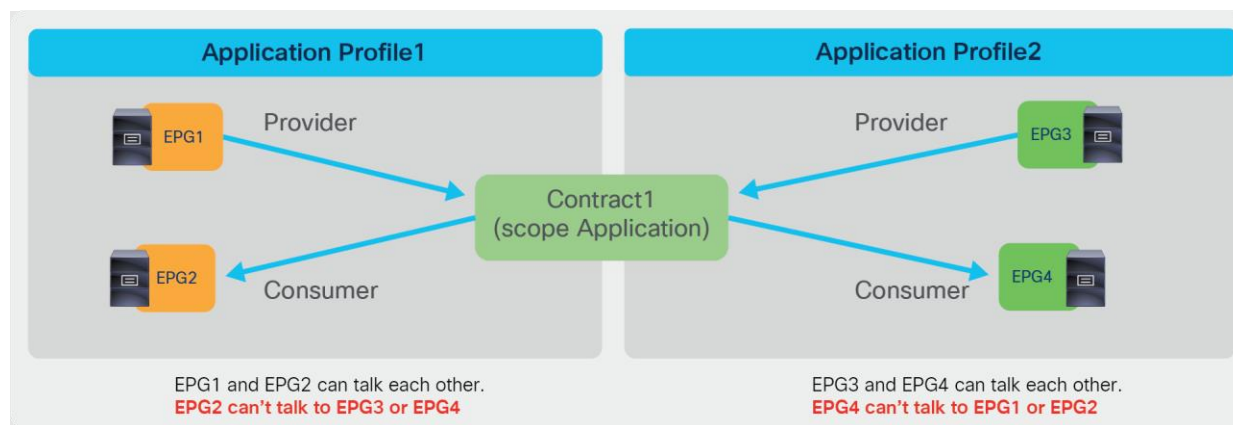 Application Profile1
Application Profile2
EPG1
Provider
Provider
EPG3
Contract1
(scope Application)
EPG2
Consumer
Consumer
EPG4
EPG1 and EPG2 can talk each other.
EPG2 can't talk to EPG3 or EPG4
EPG3 and EPG4 can talk each other.
EPG4 can't talk to EPG1 or EPG2